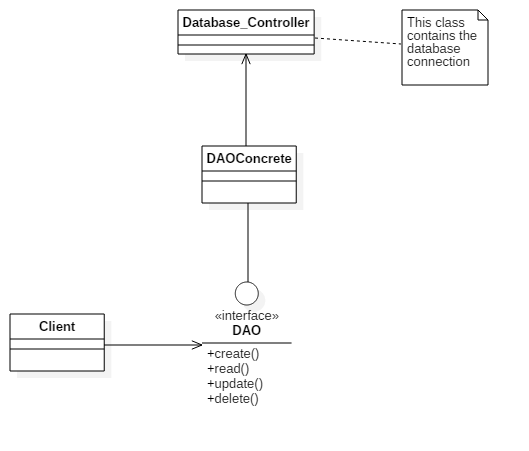 Database_Controller
This class
contains the
database
connection
DAOConcrete
«interface»
DAO
Client
+create()
+read()
+update()
+delete()